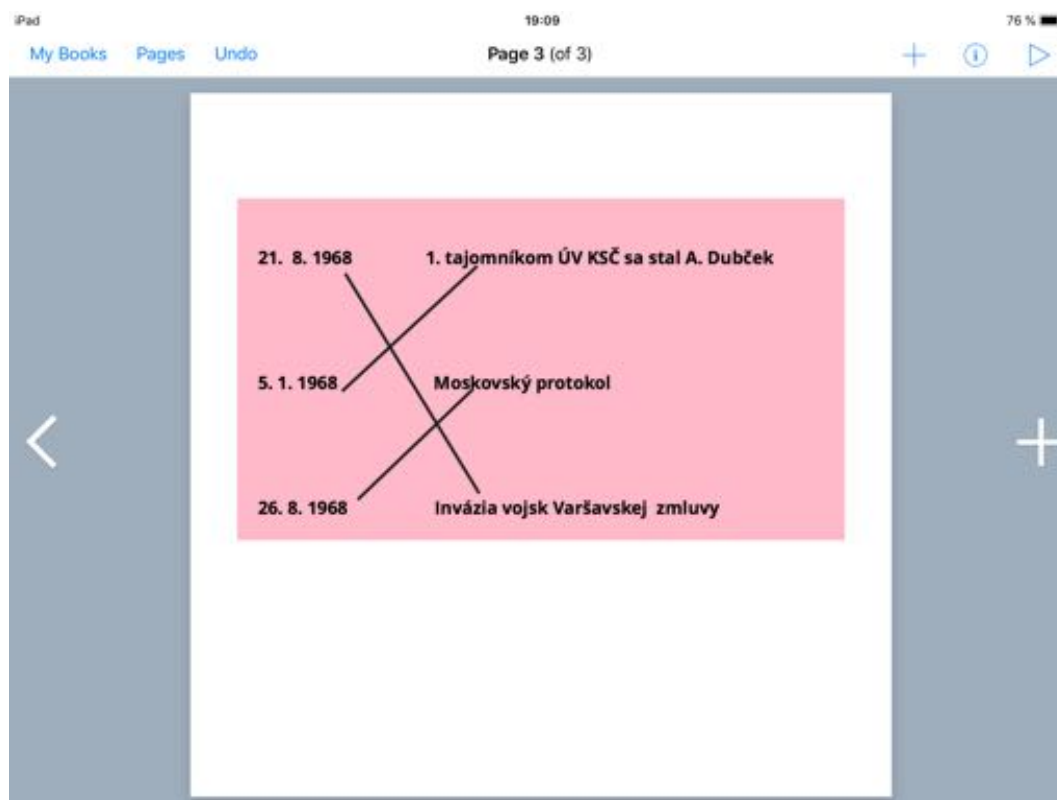 iPad 19:09 76 %
My Books Pages Undo Page 3 (of 3)
21. 8. 1968 1. tajomníkom ÚV KSČ sa stal A. Dubček
5. 1. 1968 Moskovský protokol
26. 8. 1968 Invázia vojsk Varšavskej zmluvy